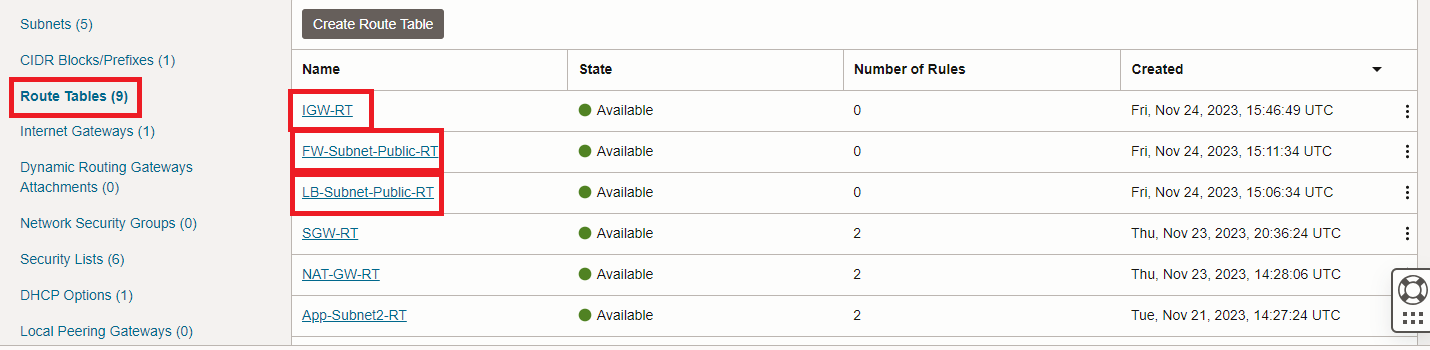 Subnets (5)
CIDR Blocks/Prefixes (1)
Route Tables (9)
Internet Gateways (1)
Dynamic Routing Gateways
Attachments (0)
Network Security Groups (0)
Security Lists (6)
DHCP Options (1)
Local Peering Gateways (0)
Create Route Table
Name State Number of Rules Created
IGW-RT Available 0 Fri, Nov 24, 2023, 15:46:49 UTC
FW-Subnet-Public-RT Available 0 Fri, Nov 24, 2023, 15:11:34 UTC
LB-Subnet-Public-RT Available 0 Fri, Nov 24, 2023, 15:06:34 UTC
SGW-RT Available 2 Thu, Nov 23, 2023, 20:36:24 UTC
NAT-GW-RT Available 2 Thu, Nov 23, 2023, 14:28:06 UTC
App-Subnet2-RT Available 2 Tue, Nov 21, 2023, 14:27:24 UTC